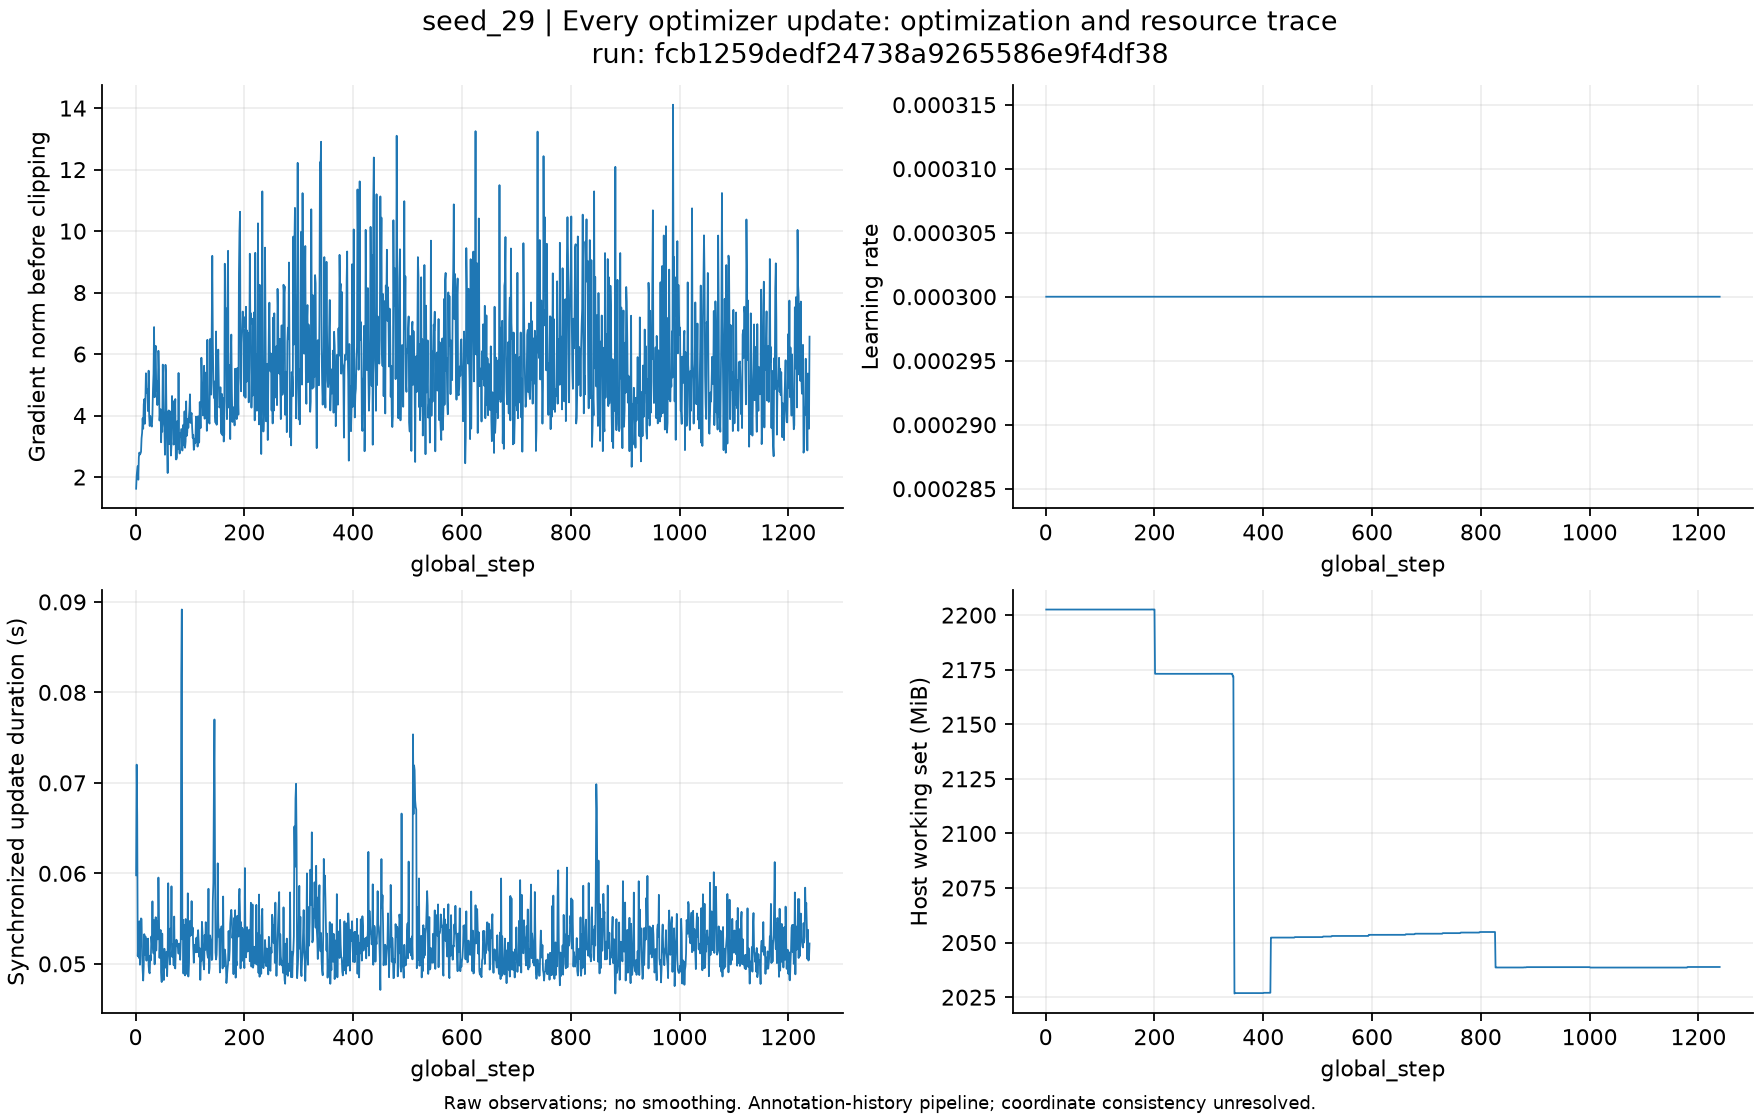 seed_29 | Every optimizer update: optimization and resource trace
run: fcb1259dedf24738a9265586e9f4df38
Gradient norm before clipping
14
12
10
8
6
4
2
0 200 400 600 800 1000 1200
global_step
Learning rate
0.000315
0.000310
0.000305
0.000300
0.000295
0.000290
0.000285
0 200 400 600 800 1000 1200
global_step
Synchronized update duration (s)
0.09
0.08
0.07
0.06
0.05
0 200 400 600 800 1000 1200
global_step
Host working set (MiB)
2200
2175
2150
2125
2100
2075
2050
2025
0 200 400 600 800 1000 1200
global_step
Raw observations; no smoothing. Annotation-history pipeline; coordinate consistency unresolved.